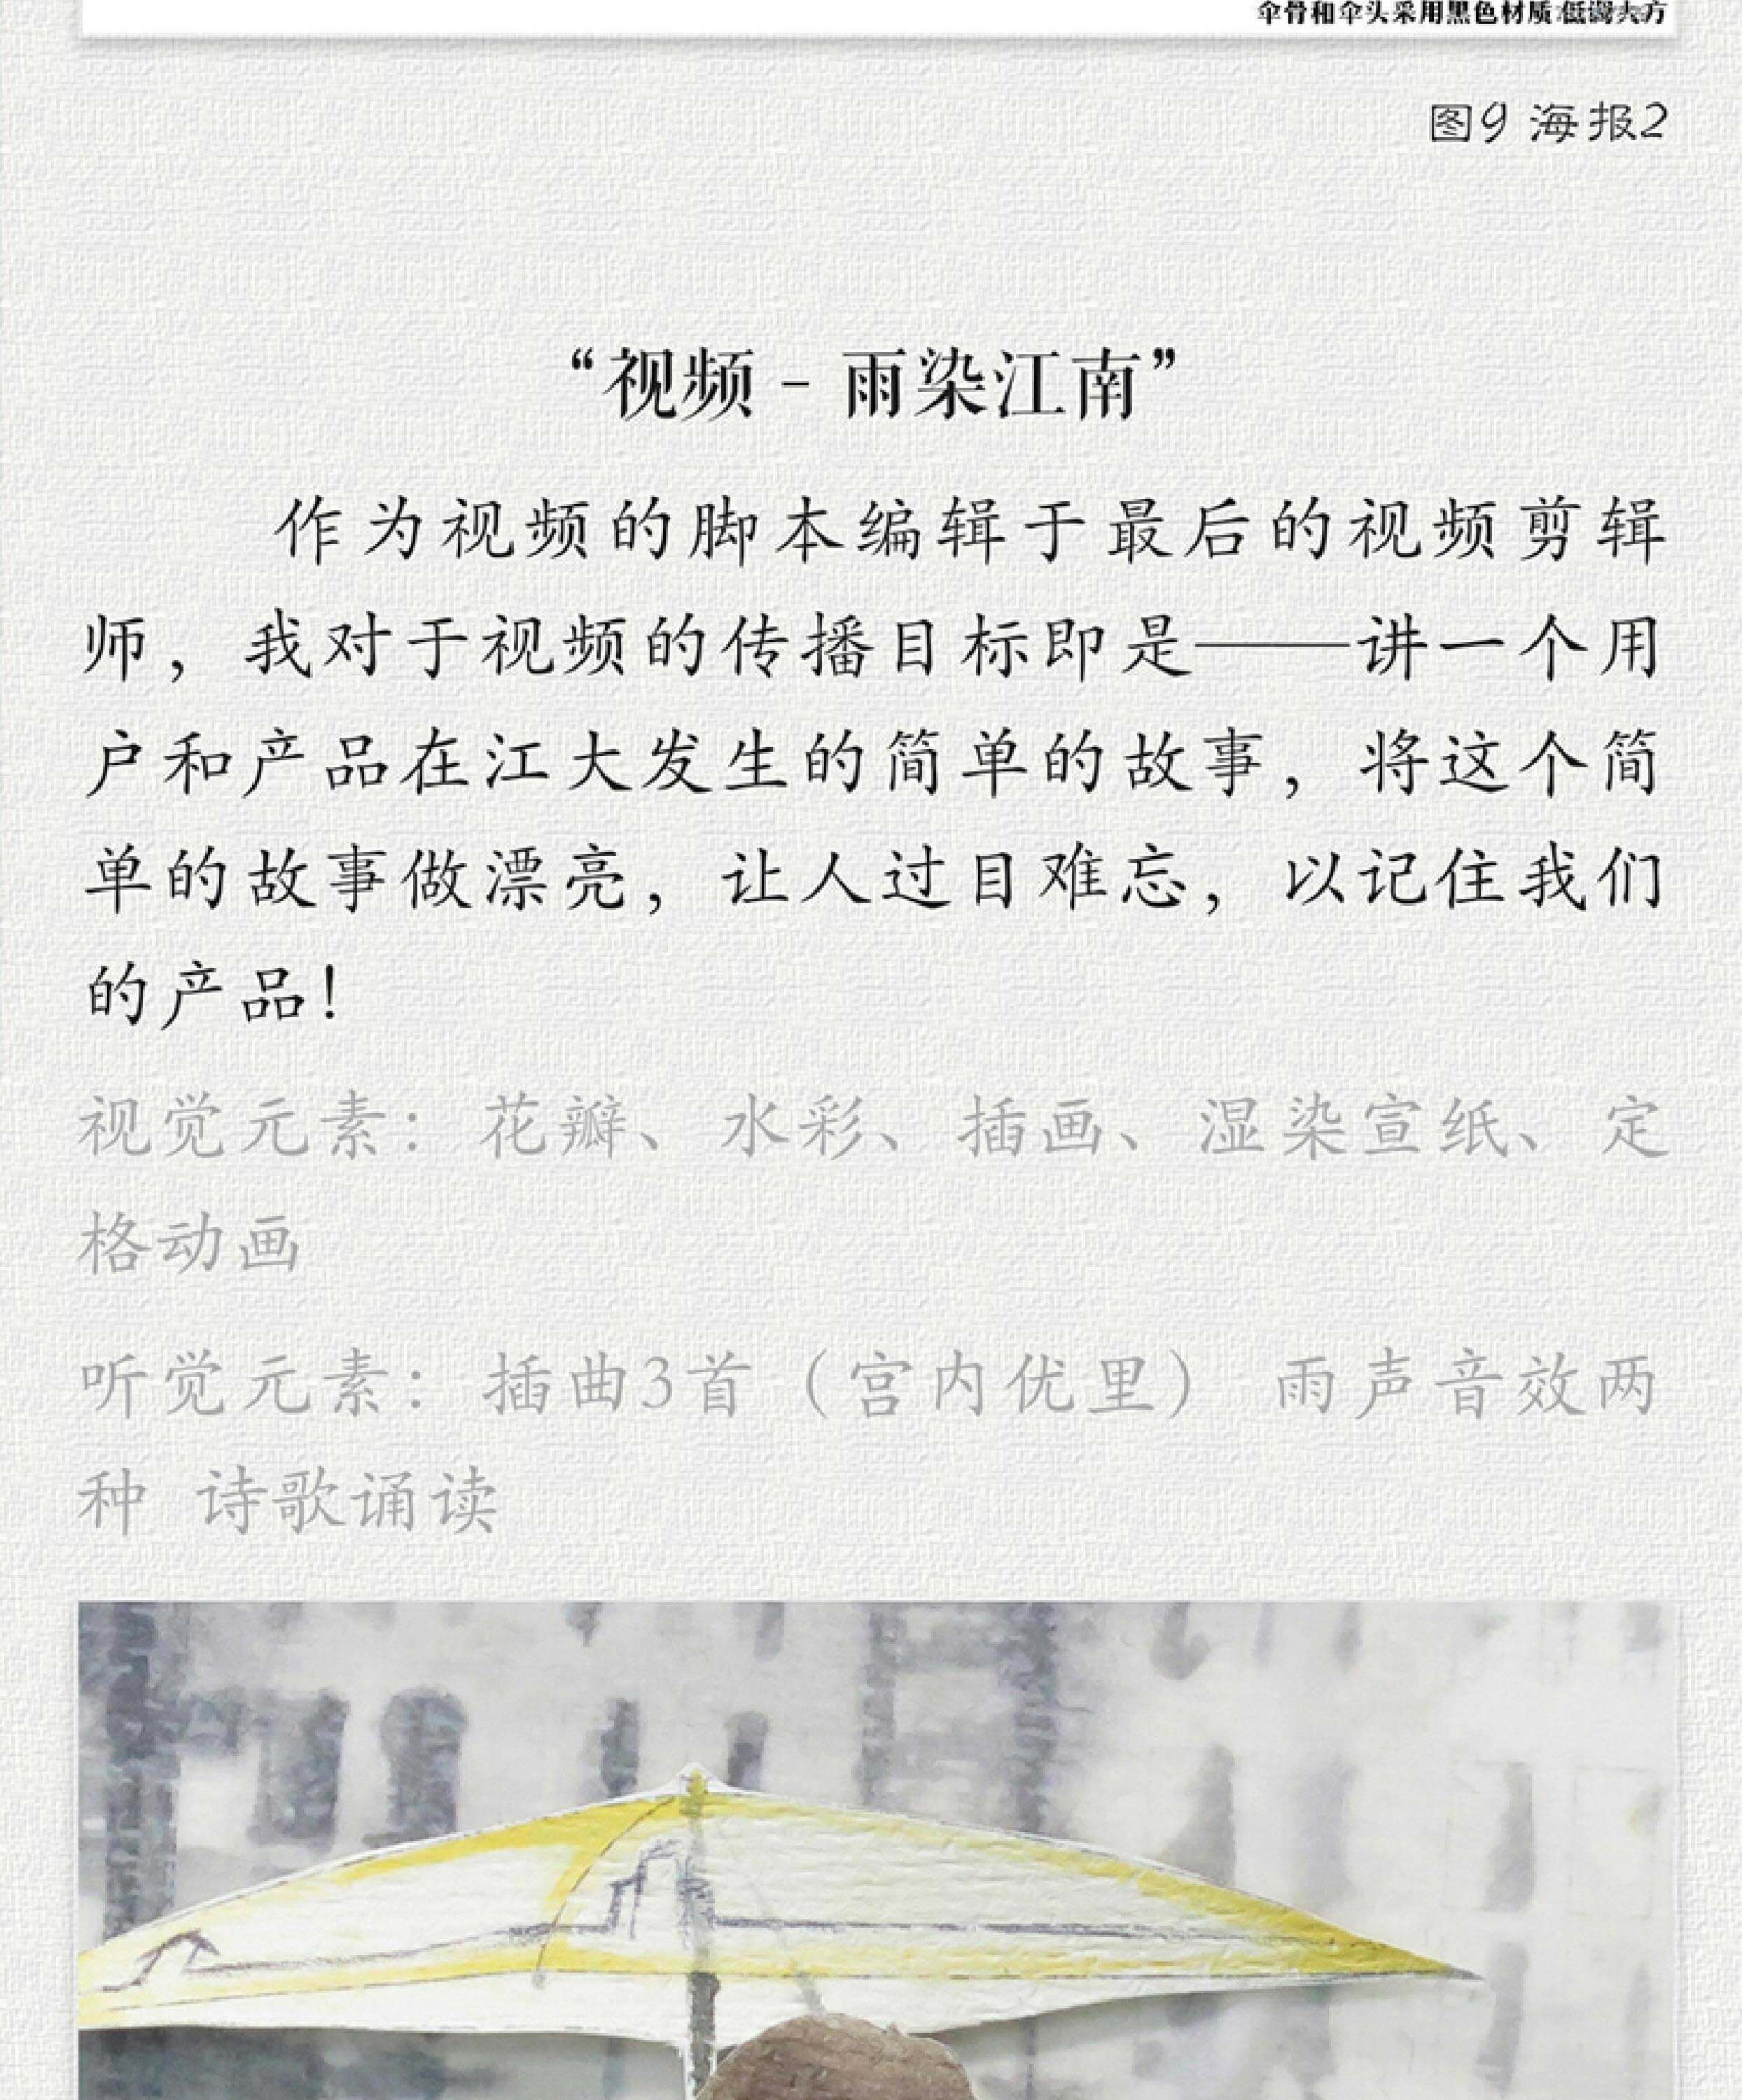 伞骨和伞头采用黑色材质 低调大方
图9 海报2
“视频 - 雨染江南”
作为视频的脚本编辑于最后的视频剪辑
师，我对于视频的传播目标即是——讲一个用
户和产品在江大发生的简单的故事，将这个简
单的故事做漂亮，让人过目难忘，以记住我们
的产品！
视觉元素：花瓣、水彩、插画、湿染宣纸、定
格动画
听觉元素：插曲3首（宫内优里） 雨声音效两
种 诗歌诵读